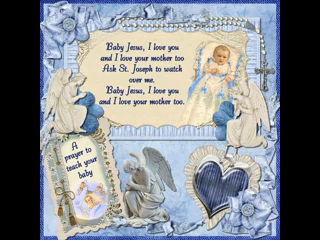 Baby Jesus, I love you
and I love your mother too
Ask St. Joseph to watch
over me.
Baby Jesus, I love you
and I love your mother too.
A
prayer to
teach your
baby